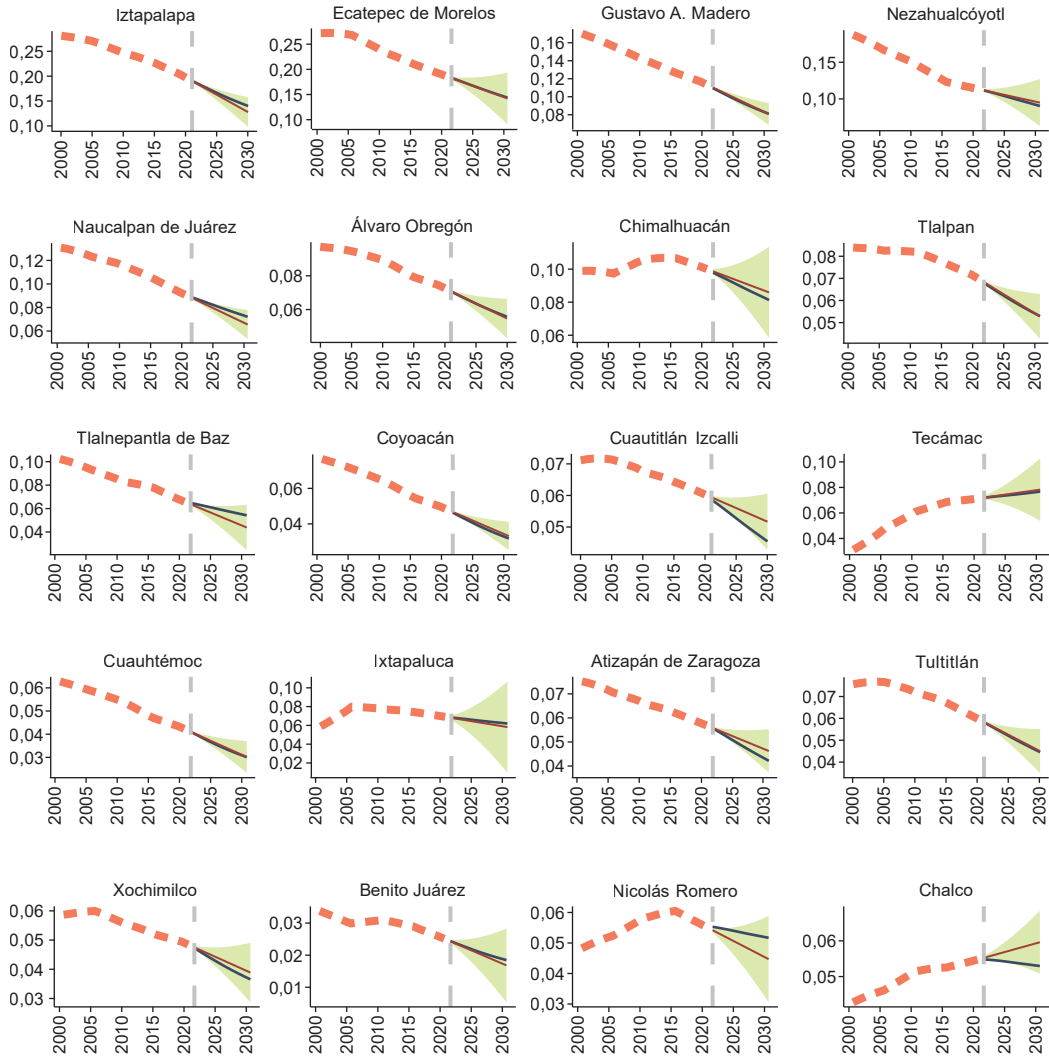 Iztapalapa
0,25
0,20
0,15
0,10
2000 2005 2010 2015 2020 2025 2030
Ecatepec de Morelos
0,25
0,20
0,15
0,10
2000 2005 2010 2015 2020 2025 2030
Gustavo A. Madero
0,16
0,14
0,12
0,10
0,08
2000 2005 2010 2015 2020 2025 2030
Nezahualcóyotl
0,15
0,10
2000 2005 2010 2015 2020 2025 2030
Naucalpan de Juárez
0,12
0,10
0,08
0,06
2000 2005 2010 2015 2020 2025 2030
Álvaro Obregón
0,08
0,06
2000 2005 2010 2015 2020 2025 2030
Chimalhuacán
0,10
0,08
0,06
2000 2005 2010 2015 2020 2025 2030
Tlalpan
0,08
0,07
0,06
0,05
2000 2005 2010 2015 2020 2025 2030
Tlalnepantla de Baz
0,10
0,08
0,06
0,04
2000 2005 2010 2015 2020 2025 2030
Coyoacán
0,06
0,04
2000 2005 2010 2015 2020 2025 2030
Cuautitlán Izcalli
0,07
0,06
0,05
2000 2005 2010 2015 2020 2025 2030
Tecámac
0,10
0,08
0,06
0,04
2000 2005 2010 2015 2020 2025 2030
Cuauhtémoc
0,06
0,05
0,04
0,03
2000 2005 2010 2015 2020 2025 2030
Ixtapaluca
0,10
0,08
0,06
0,04
0,02
2000 2005 2010 2015 2020 2025 2030
Atizapán de Zaragoza
0,07
0,06
0,05
0,04
2000 2005 2010 2015 2020 2025 2030
Tultitlán
0,07
0,06
0,05
0,04
2000 2005 2010 2015 2020 2025 2030
Xochimilco
0,06
0,05
0,04
0,03
2000 2005 2010 2015 2020 2025 2030
Benito Juárez
0,03
0,02
0,01
2000 2005 2010 2015 2020 2025 2030
Nicolás Romero
0,06
0,05
0,04
0,03
2000 2005 2010 2015 2020 2025 2030
Chalco
0,06
0,05
2000 2005 2010 2015 2020 2025 2030